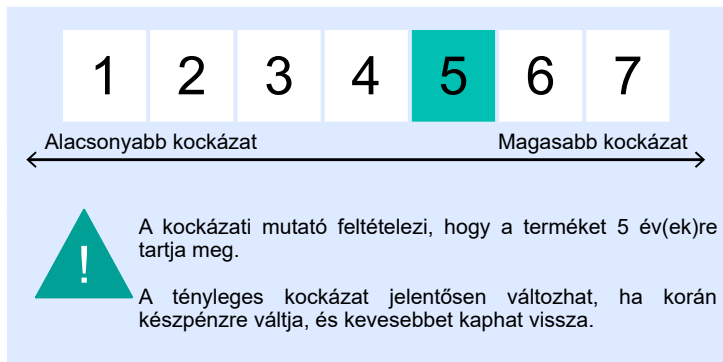 1 2 3 4 5 6 7
Alacsonyabb kockázat Magasabb kockázat
!
A kockázati mutató feltételezi, hogy a terméket 5 év(ek)re
tartja meg.
A tényleges kockázat jelentősen változhat, ha korán
készpénzre váltja, és kevesebbet kaphat vissza.